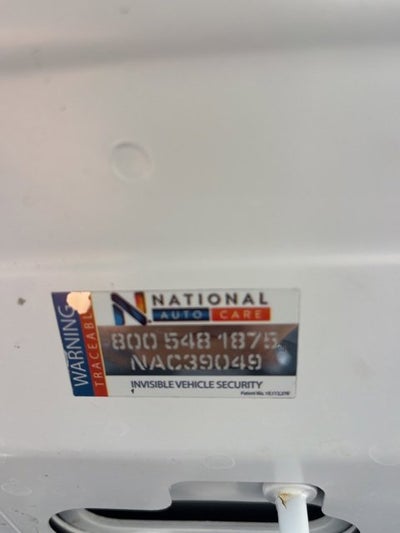 WARNING
TRACEABLE
N NATIONAL
AUTO CARE
800 548 1875
NAC39049
INVISIBLE VEHICLE SECURITY